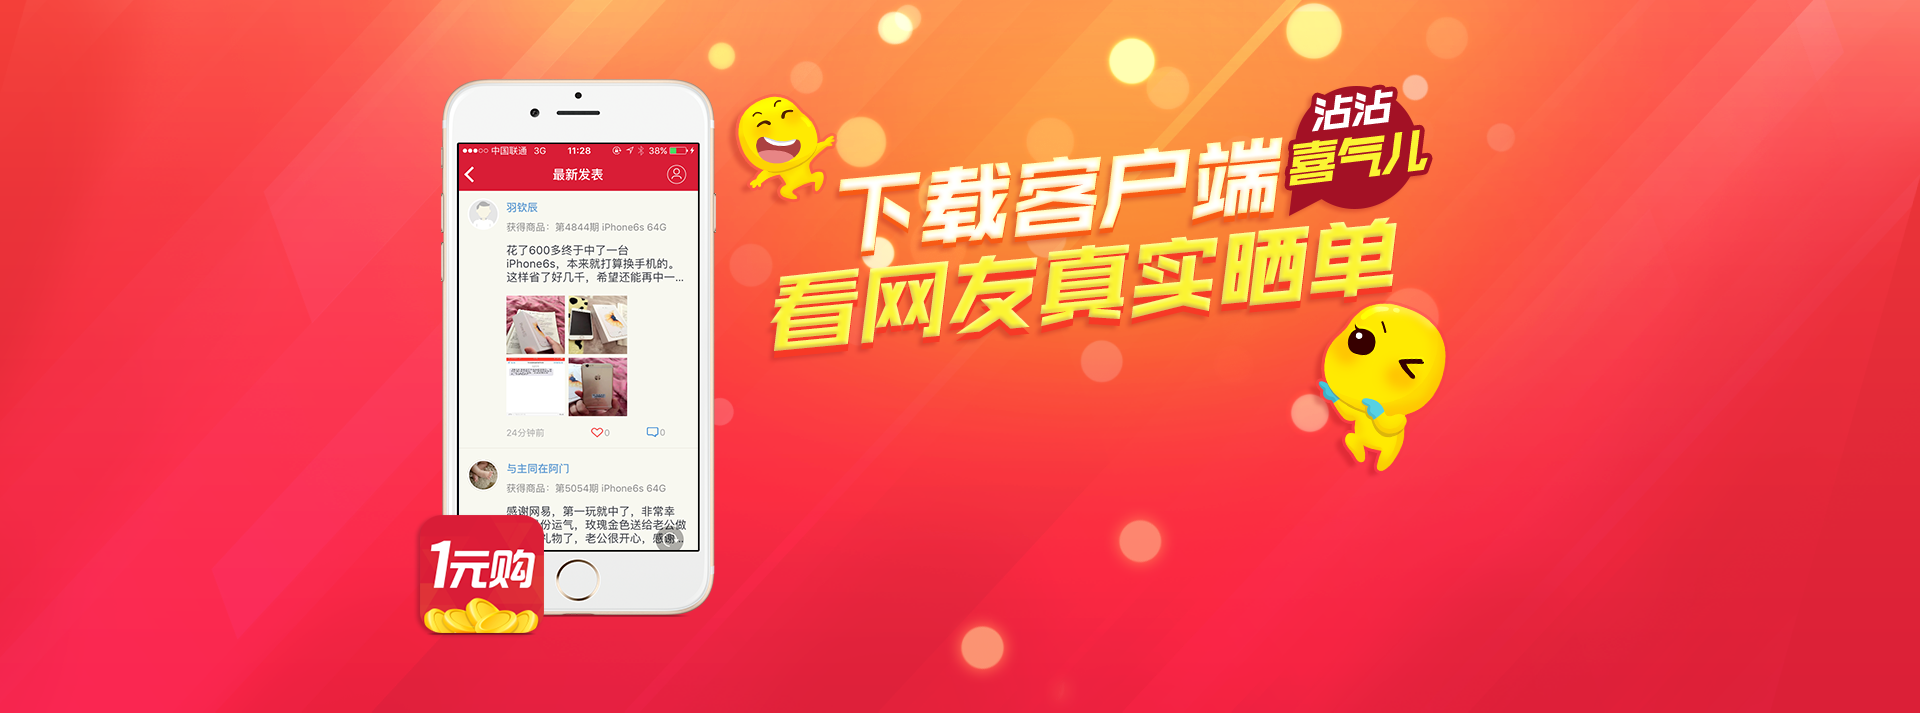 中国联通 3G 11:28 38%
最新发表
羽钦辰
获得商品：第4844期 iPhone6s 64G
花了600多终于中了一台
iPhone6s，本来就打算换手机的。
这样省了好几千，希望还能再中一...
24分钟前 0 0
与主同在阿门
获得商品：第5054期 iPhone6s 64G
感谢网易，第一玩就中了，非常幸
份运气，玫瑰金色送给老公做
礼物了，老公很开心，感谢...
1元购
沾沾
喜气儿
下载客户端
看网友真实晒单